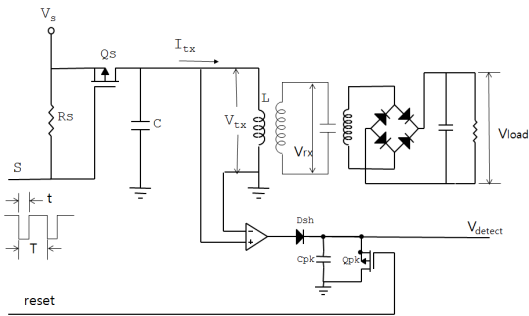 Vs
Qs
Itx
Rs
C
L
Vtx
Vrx
Vload
S
t
T
Dsh
Vdetect
Cpk
Qpk
reset